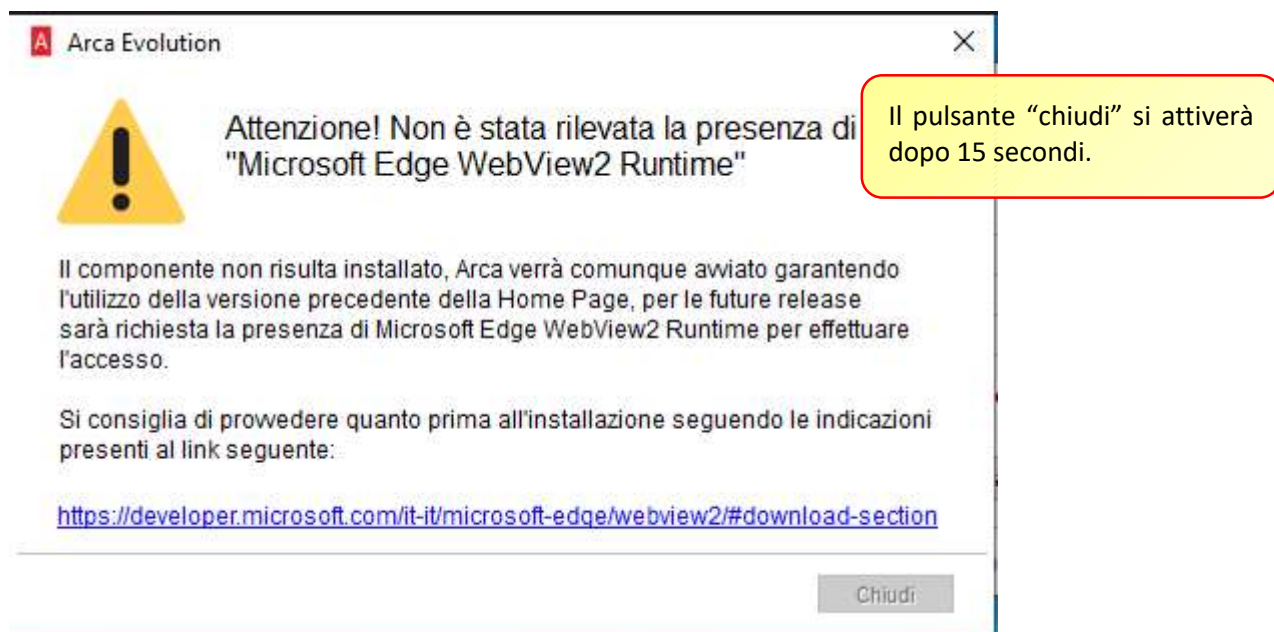 A Arca Evolution
Attenzione! Non è stata rilevata la presenza di
"Microsoft Edge WebView2 Runtime"
Il pulsante “chiudi” si attiverà
dopo 15 secondi.
Il componente non risulta installato, Arca verrà comunque avviato garantendo
l'utilizzo della versione precedente della Home Page, per le future release
sarà richiesta la presenza di Microsoft Edge WebView2 Runtime per effettuare
l'accesso.
Si consiglia di provvedere quanto prima all'installazione seguendo le indicazioni
presenti al link seguente:
https://developer.microsoft.com/it-it/microsoft-edge/webview2/#download-section
Chiudi